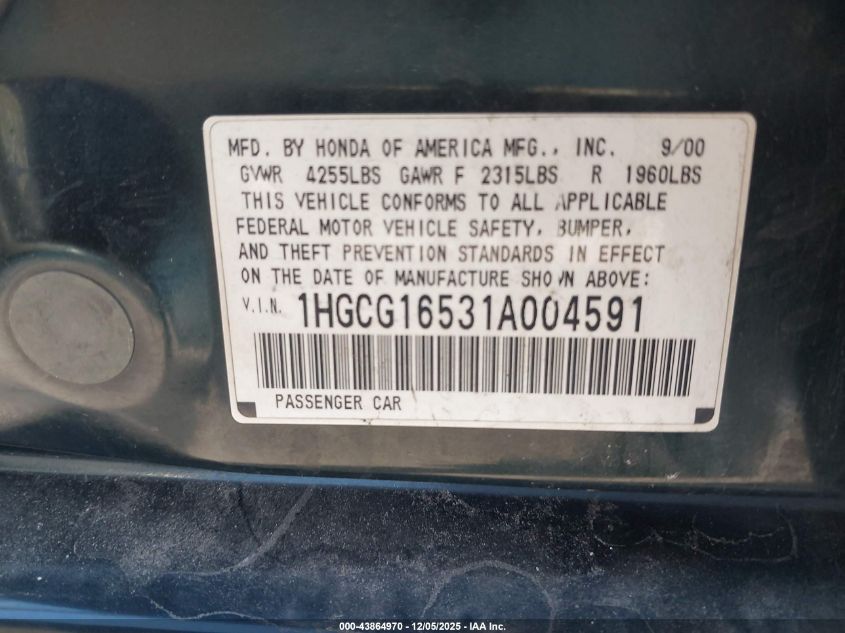 MFD. BY HONDA OF AMERICA MFG., INC. 9/00
GVWR 4255LBS GAWR F 2315LBS R 1960LBS
THIS VEHICLE CONFORMS TO ALL APPLICABLE
FEDERAL MOTOR VEHICLE SAFETY, BUMPER,
AND THEFT PREVENTION STANDARDS IN EFFECT
ON THE DATE OF MANUFACTURE SHOWN ABOVE:
V.I.N. 1HGCG16531A004591
PASSENGER CAR
000-43864970 | 12/05/2025 - IAA Inc.